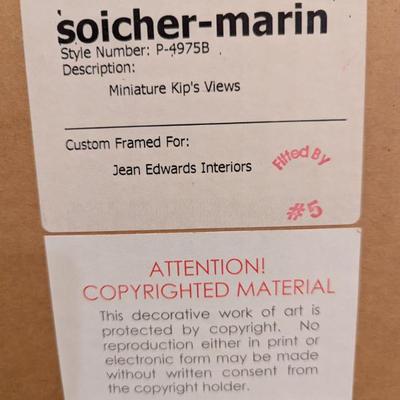 soicher-marin
Style Number: P-4975B
Description:
Miniature Kip's Views
Custom Framed For:
Jean Edwards Interiors
Fitted By
#5
ATTENTION!
COPYRIGHTED MATERIAL
This decorative work of art is
protected by copyright. No
reproduction either in print or
electronic form may be made
without written consent from
the copyright holder.